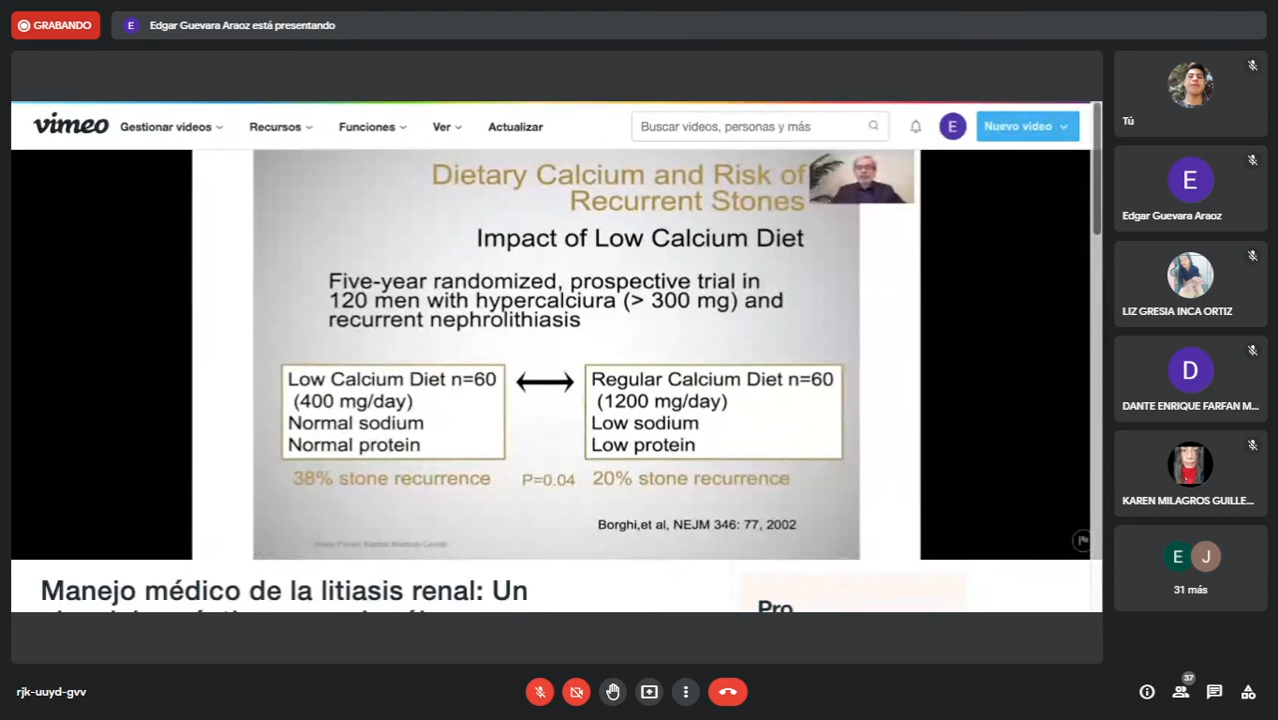 GRABANDO
E Edgar Guevara Araoz está presentando
vimeo Gestionar videos Recursos Funciones Ver Actualizar Buscar videos, personas y más E Nuevo video
Dietary Calcium and Risk of
Recurrent Stones
Impact of Low Calcium Diet
Five-year randomized, prospective trial in
120 men with hypercalciura (> 300 mg) and
recurrent nephrolithiasis
Low Calcium Diet n=60
(400 mg/day)
Normal sodium
Normal protein
38% stone recurrence
P=0.04
Regular Calcium Diet n=60
(1200 mg/day)
Low sodium
Low protein
20% stone recurrence
Borghi,et al, NEJM 346: 77, 2002
Manejo médico de la litiasis renal: Un
Pro
Tú
E
Edgar Guevara Araoz
LIZ GRESIA INCA ORTIZ
D
DANTE ENRIQUE FARFAN M...
KAREN MILAGROS GUILLE...
E J
31 más
rjk-uuyd-gvv
37